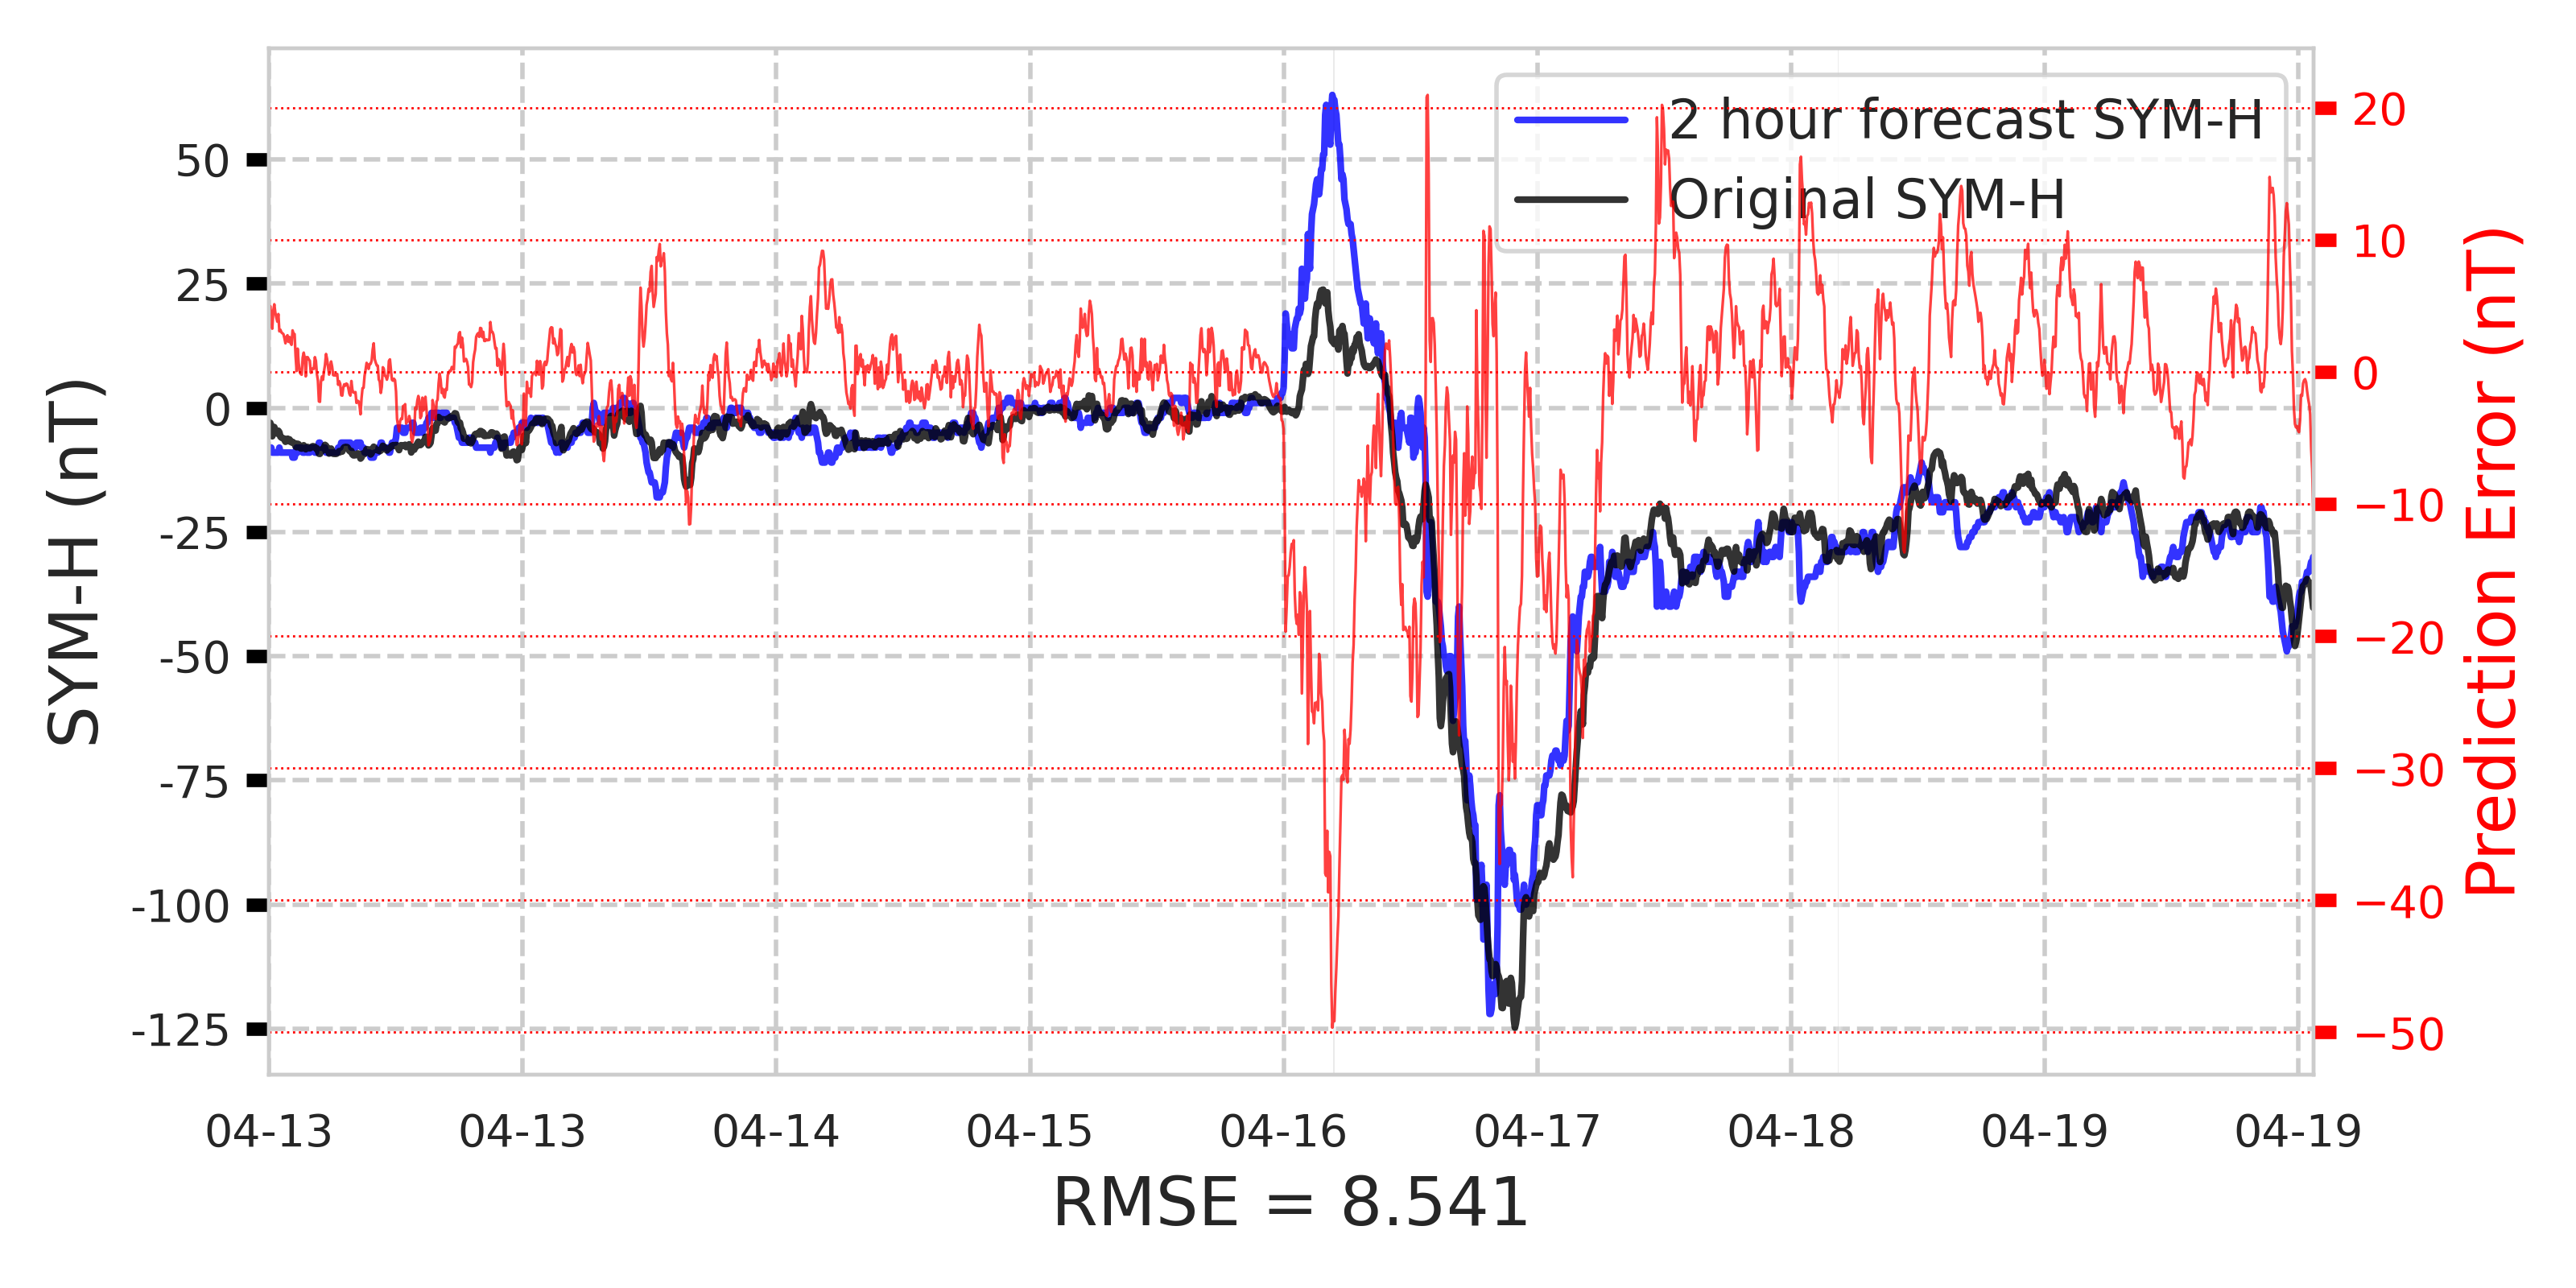 2 hour forecast SYM-H
Original SYM-H
SYM-H (nT)
50
25
0
-25
-50
-75
-100
-125
20
10
0
−10
−20
−30
−40
−50
Prediction Error (nT)
04-13 04-13 04-14 04-15 04-16 04-17 04-18 04-19 04-19
RMSE = 8.541